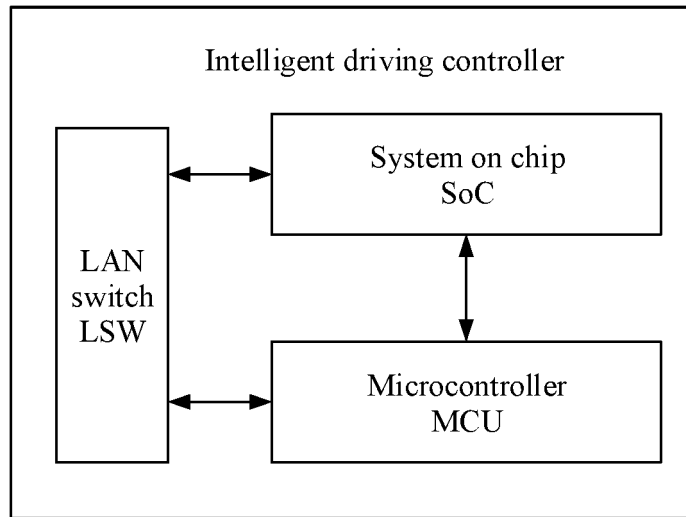 Intelligent driving controller
System on chip
SoC
LAN
switch
LSW
Microcontroller
MCU